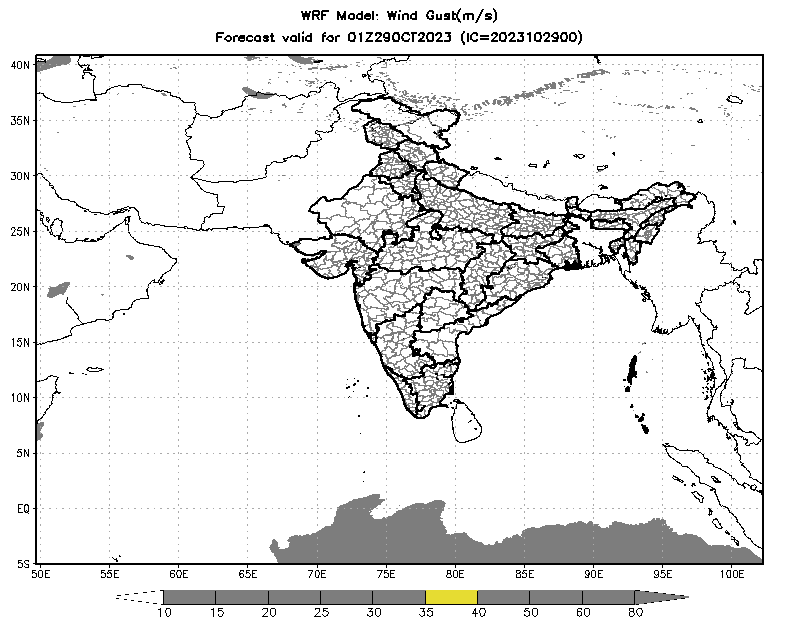 WRF Model: Wind Gust(m/s)
Forecast valid for 01Z29OCT2023 (IC=2023102900)
40N
35N
30N
25N
20N
15N
10N
5N
EQ
5S
50E 55E 60E 65E 70E 75E 80E 85E 90E 95E 100E
10 15 20 25 30 35 40 50 60 80